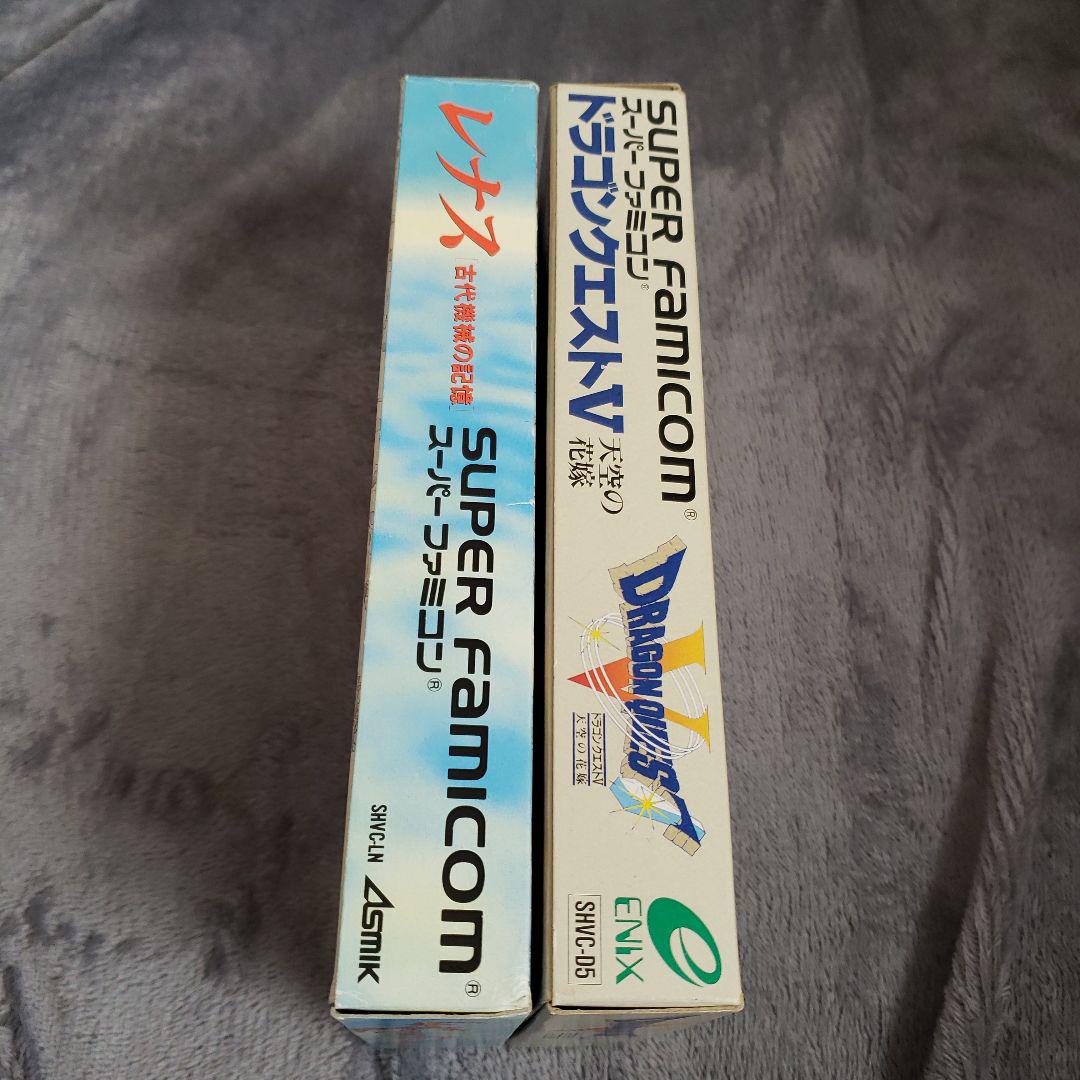 レナス
[古代機械の記憶]
SUPER Famicom®
スーパーファミコン®
SHVC-LN
ASMIK
SUPER Famicom®
スーパーファミコン®
ドラゴンクエストV
天空の
花嫁
DRAGON QUEST
V
ドラゴンクエストV
天空の花嫁
ENIX
SHVC-D5